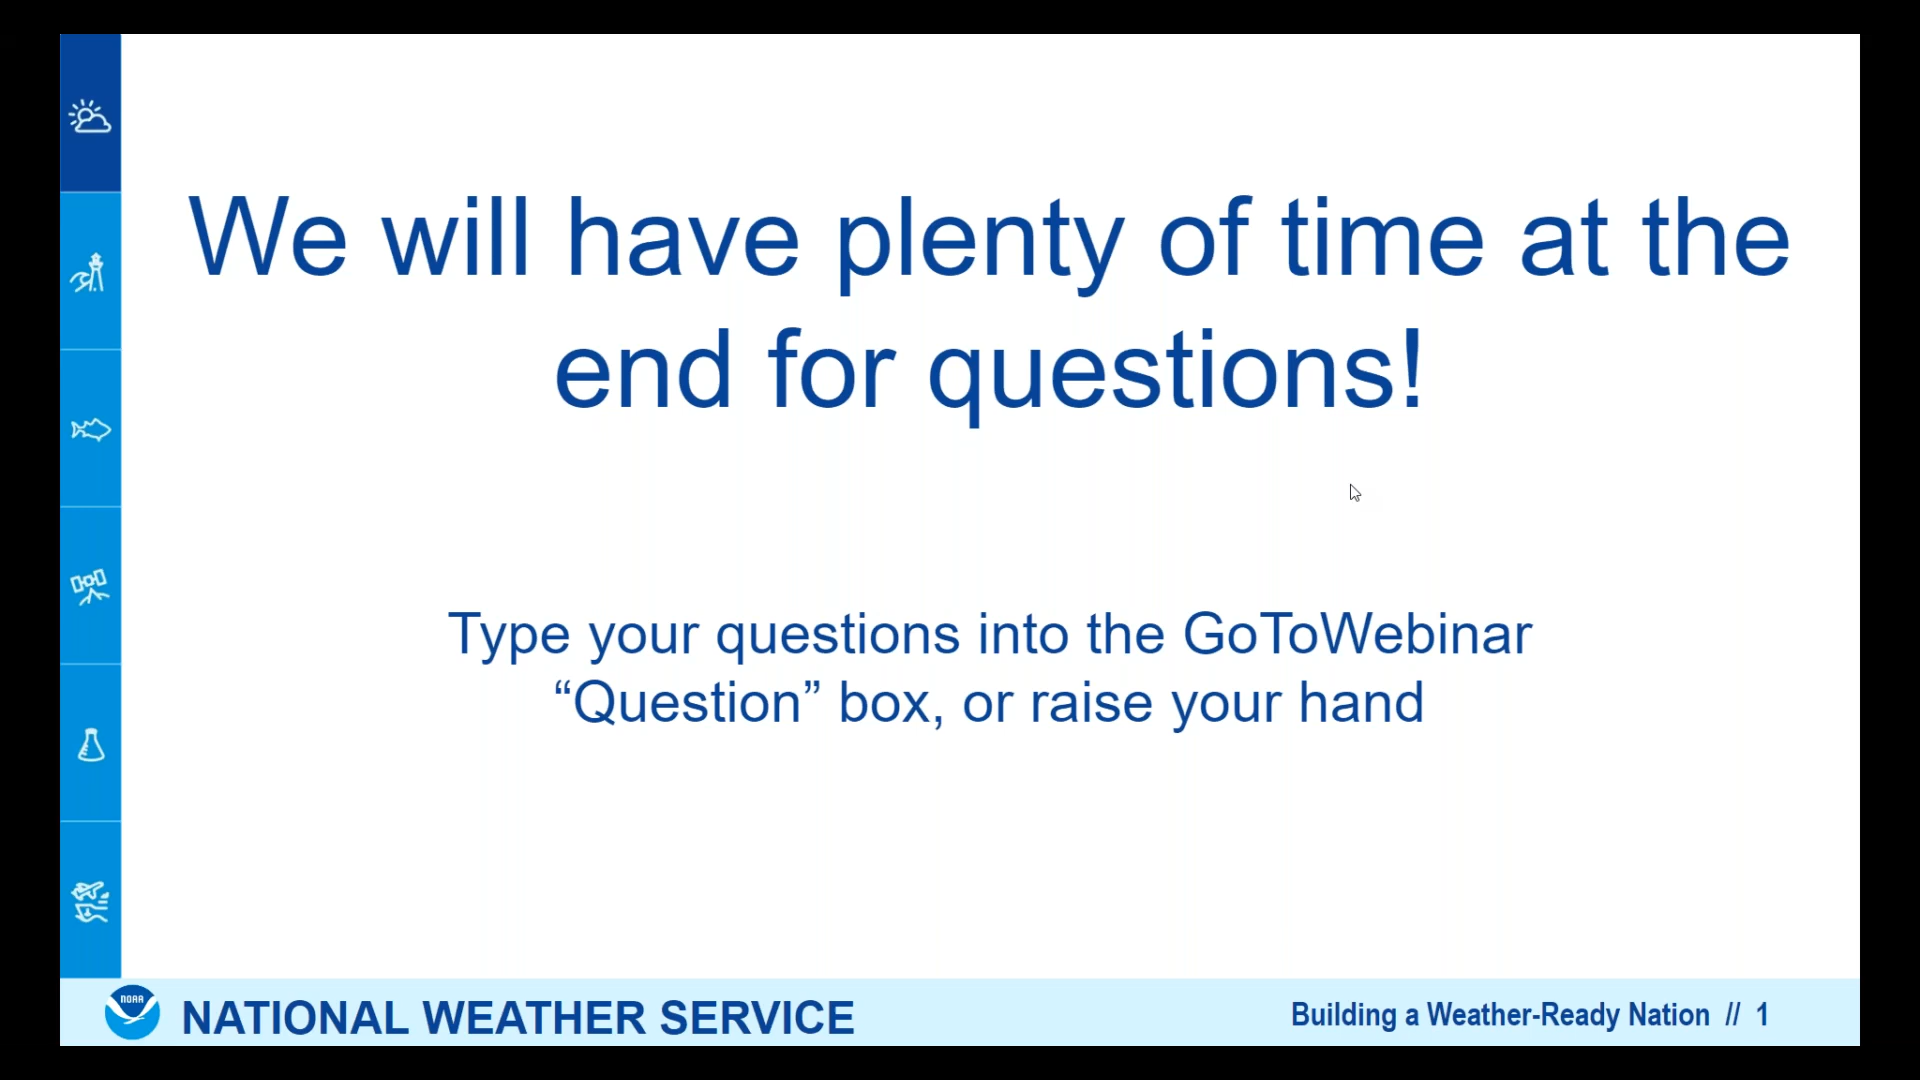 We will have plenty of time at the
end for questions!
Type your questions into the GoToWebinar
“Question” box, or raise your hand
NOAA
NATIONAL WEATHER SERVICE
Building a Weather-Ready Nation // 1